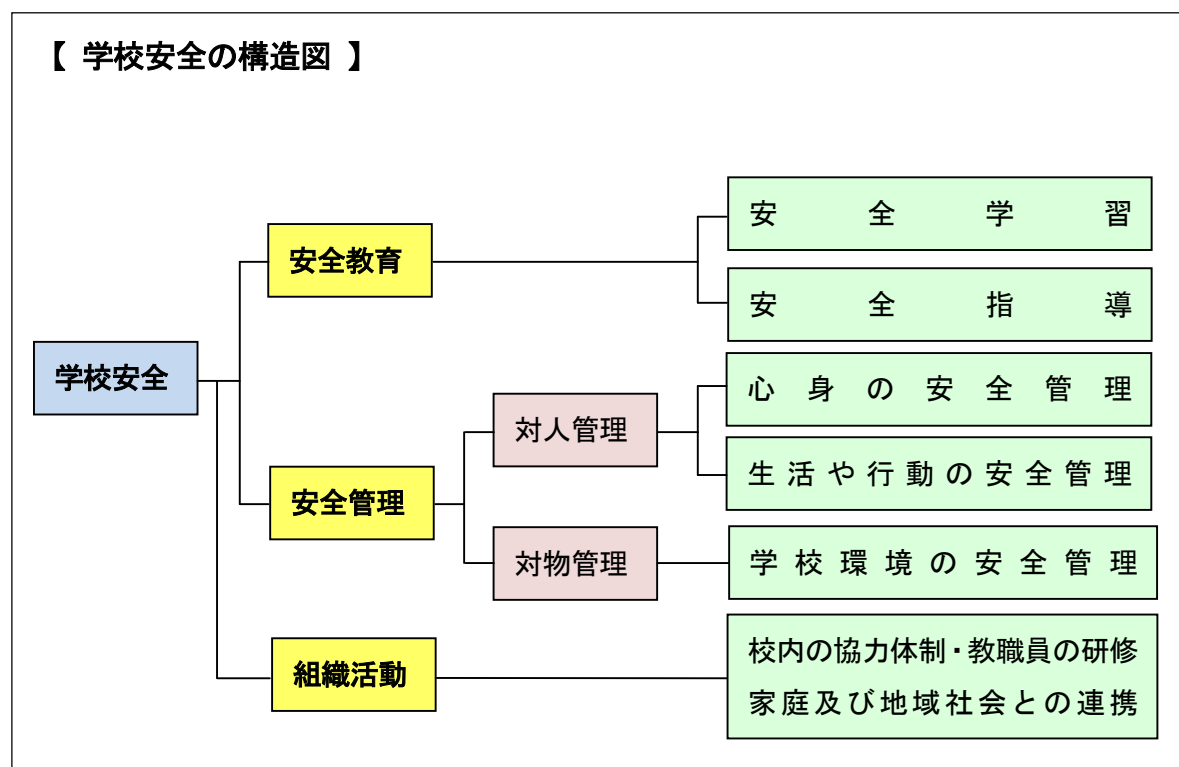 【 学校安全の構造図 】
学校安全
安全教育
安全学習
安全指導
安全管理
対人管理
心身の安全管理
生活や行動の安全管理
対物管理
学校環境の安全管理
組織活動
校内の協力体制・教職員の研修
家庭及び地域社会との連携